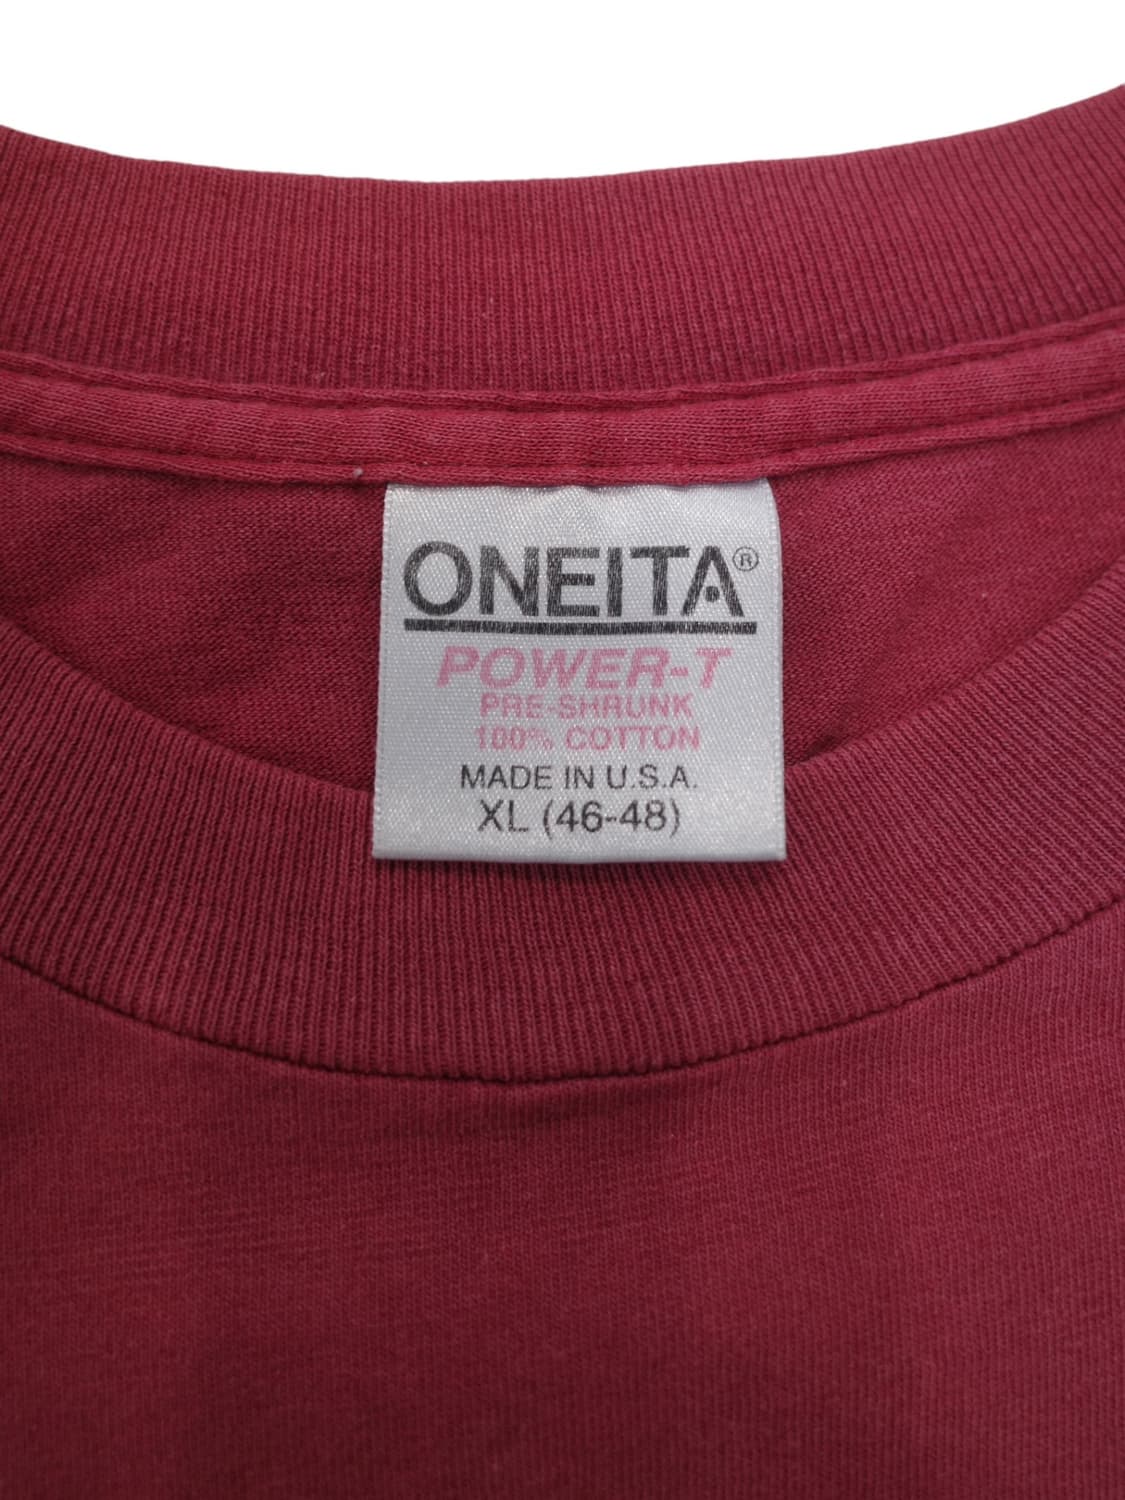 ONEITA®
POWER-T
PRE-SHRUNK
100% COTTON
MADE IN U.S.A.
XL (46-48)